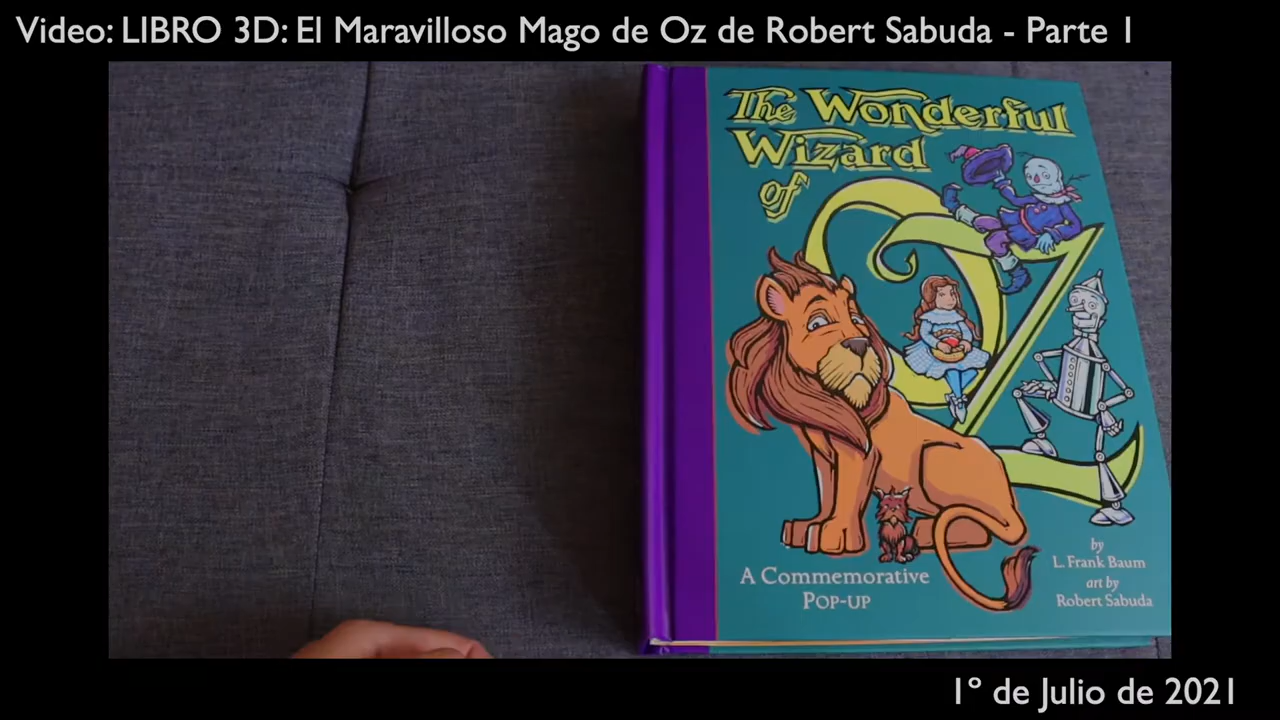 Video: LIBRO 3D: El Maravilloso Mago de Oz de Robert Sabuda - Parte 1
The Wonderful
Wizard
of
Oz
A Commemorative
Pop-up
by
L. Frank Baum
art by
Robert Sabuda
1º de Julio de 2021